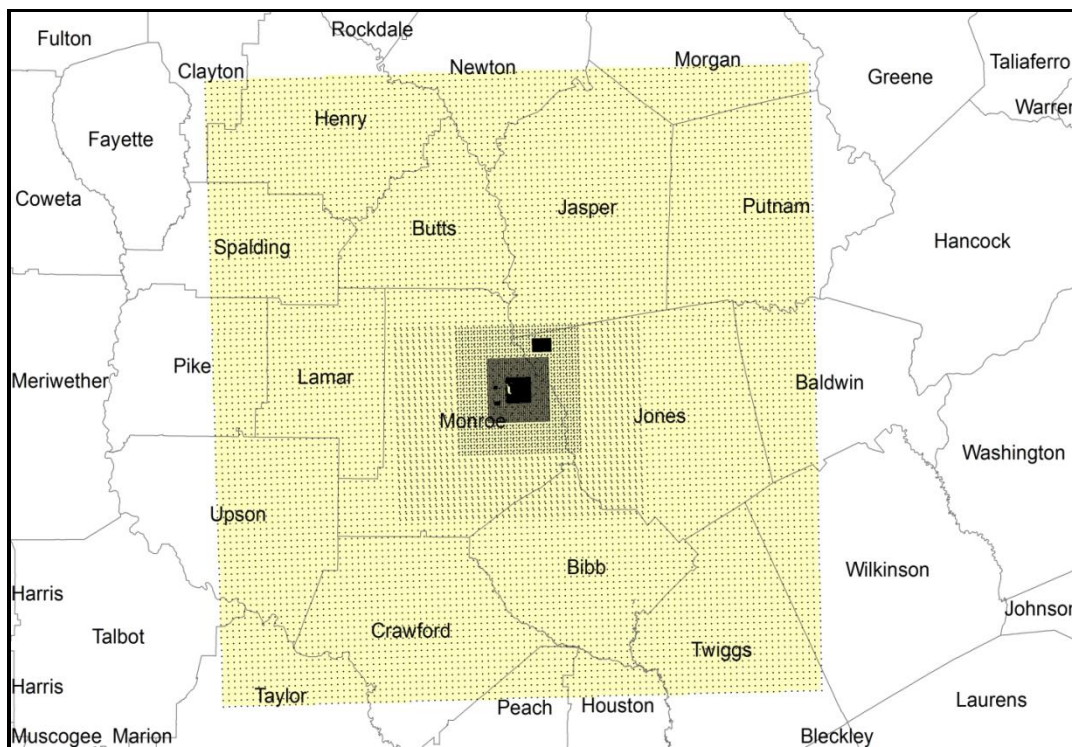 Rockdale
Fulton
Taliaferro
Morgan
Newton
Clayton
Greene
Warren
Henry
Fayette
Coweta
Jasper
Putnam
Butts
Hancock
Spalding
Pike
Lamar
Meriwether
Baldwin
Monroe
Jones
Washington
Upson
Bibb
Wilkinson
Harris
Johnson
Crawford
Talbot
Twiggs
Harris
Taylor
Laurens
Peach
Houston
Muscogee
Marion
Bleckley